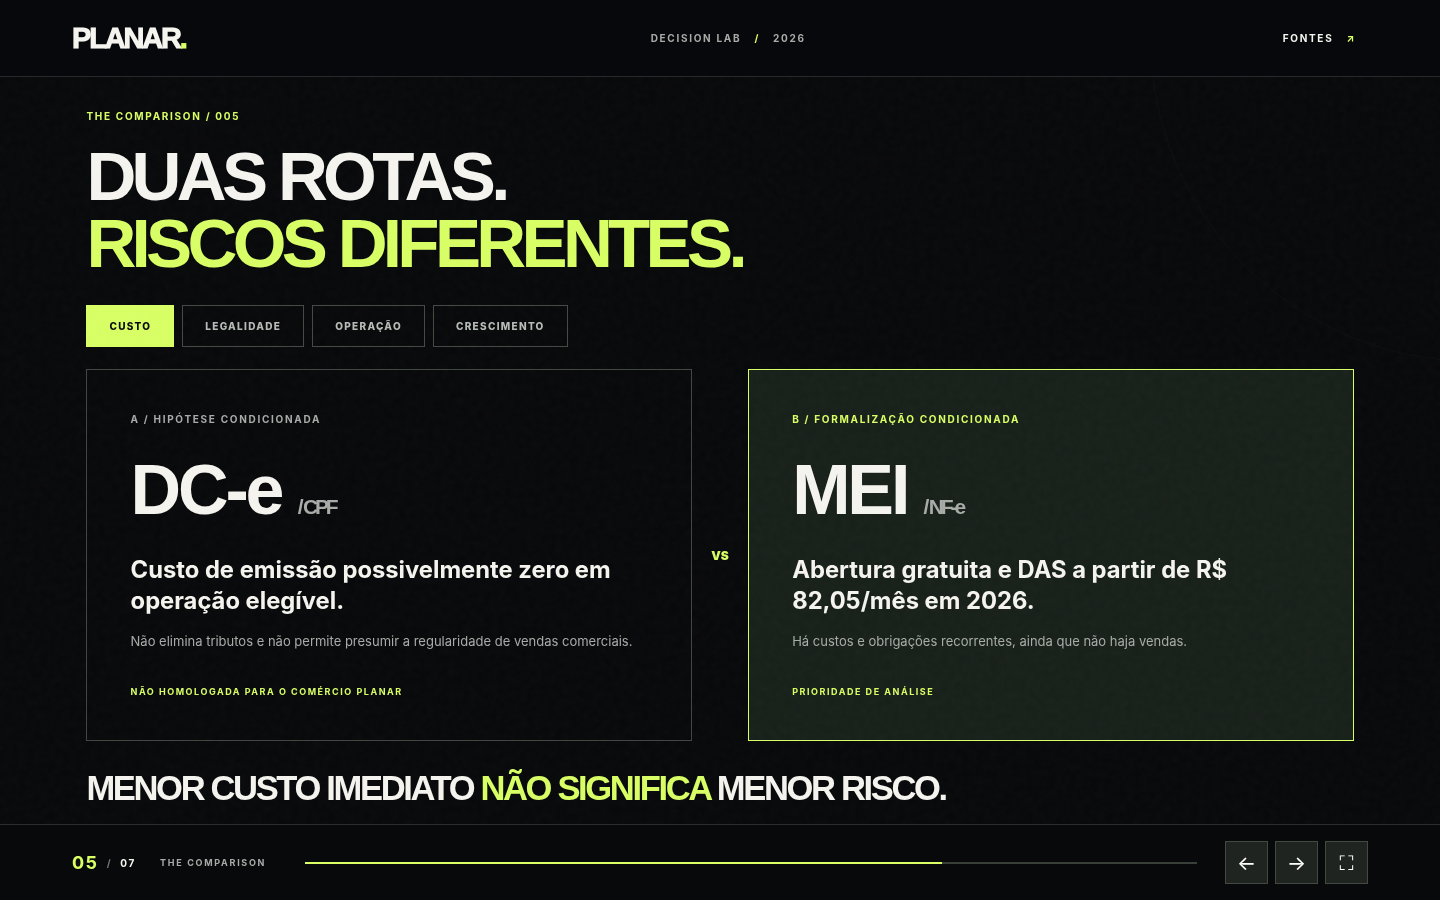 PLANAR.
DECISION LAB / 2026
FONTES
THE COMPARISON / 005
DUAS ROTAS.
RISCOS DIFERENTES.
CUSTO
LEGALIDADE
OPERAÇÃO
CRESCIMENTO
A / HIPÓTESE CONDICIONADA
DC-e /CPF
Custo de emissão possivelmente zero em
operação elegível.
Não elimina tributos e não permite presumir a regularidade de vendas comerciais.
NÃO HOMOLOGADA PARA O COMÉRCIO PLANAR
VS
B / FORMALIZAÇÃO CONDICIONADA
MEI /NF-e
Abertura gratuita e DAS a partir de R$
82,05/mês em 2026.
Há custos e obrigações recorrentes, ainda que não haja vendas.
PRIORIDADE DE ANÁLISE
MENOR CUSTO IMEDIATO NÃO SIGNIFICA MENOR RISCO.
05 / 07 THE COMPARISON